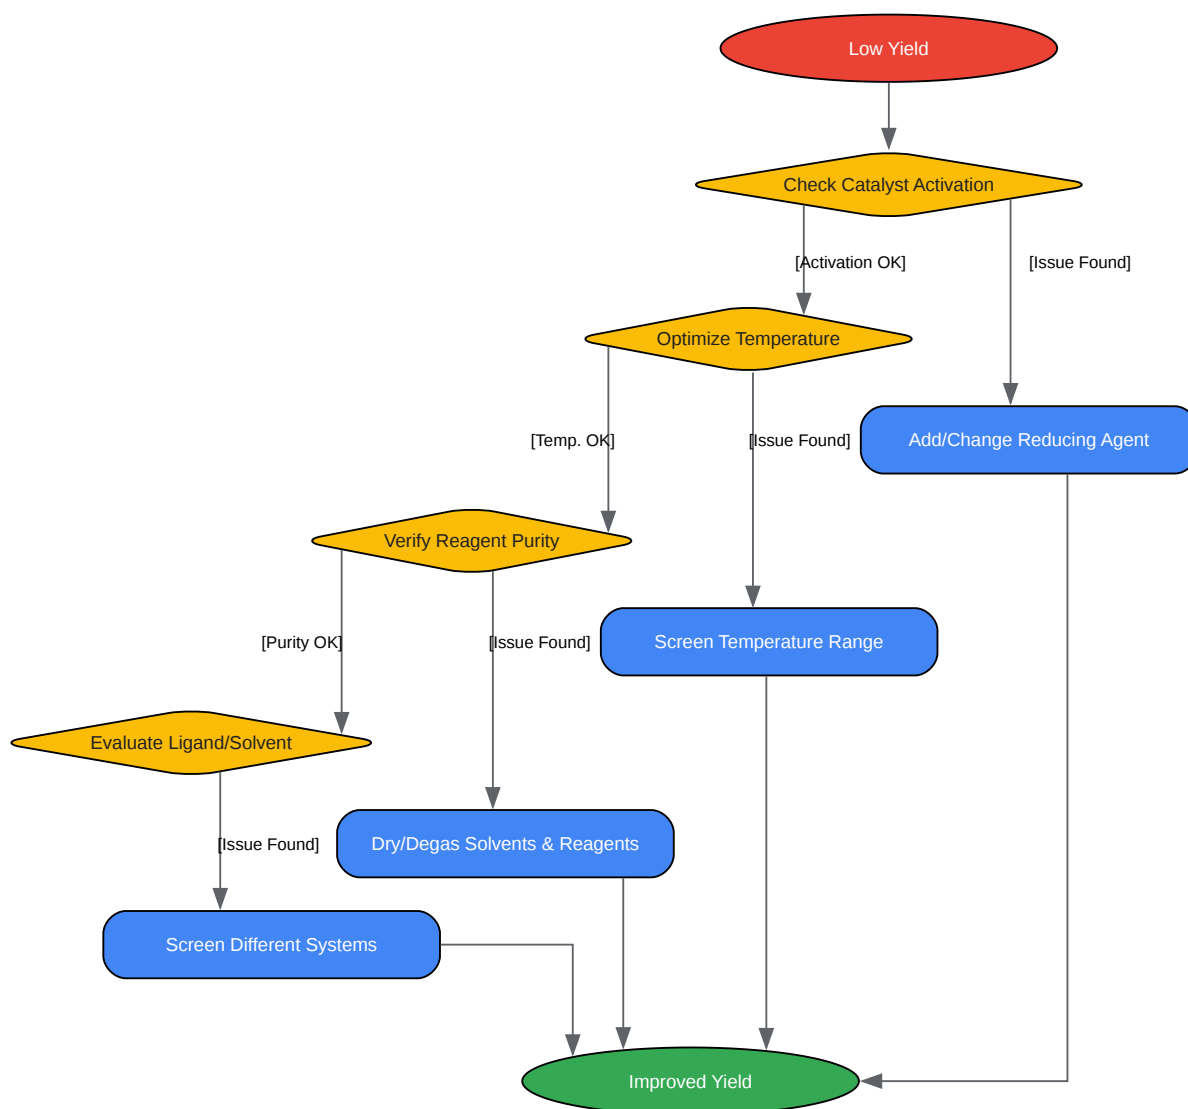 Low Yield
Check Catalyst Activation
[Activation OK]
[Issue Found]
Optimize Temperature
[Temp. OK]
[Issue Found]
Add/Change Reducing Agent
Verify Reagent Purity
[Purity OK]
[Issue Found]
Screen Temperature Range
Evaluate Ligand/Solvent
[Issue Found]
Dry/Degas Solvents & Reagents
Screen Different Systems
Improved Yield